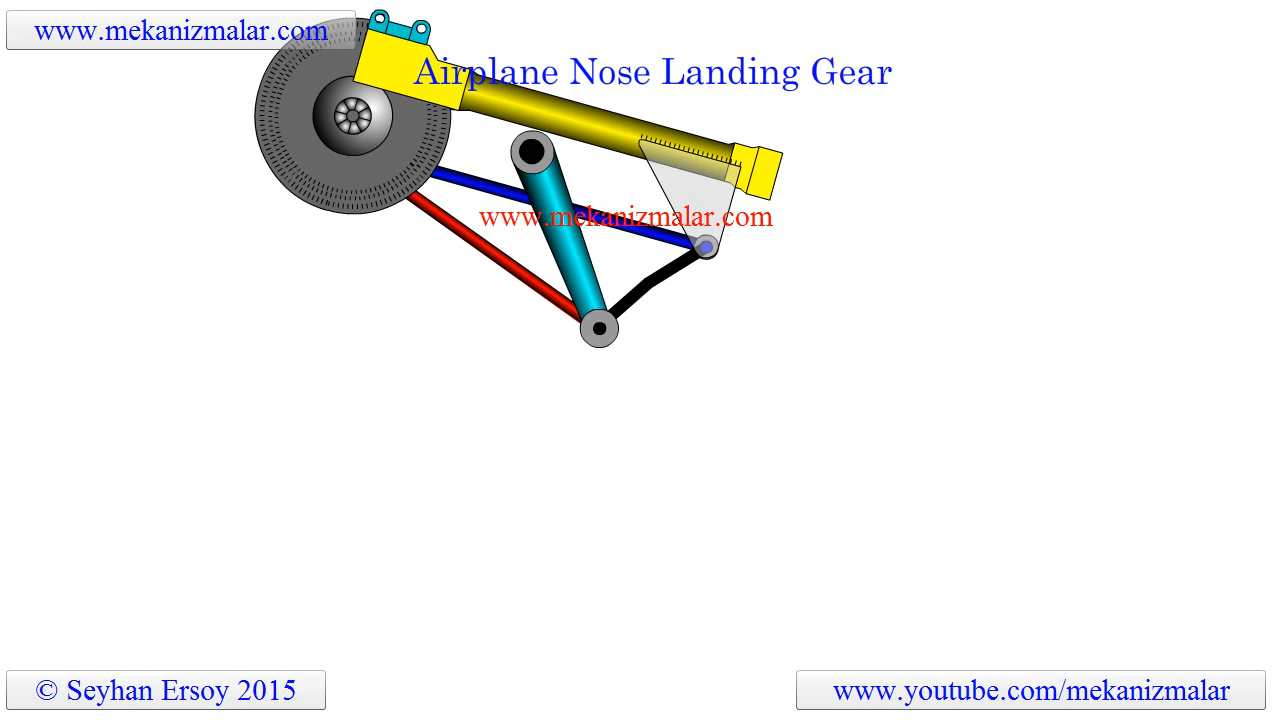 www.mekanizmalar.com
Airplane Nose Landing Gear
www.mekanizmalar.com
© Seyhan Ersoy 2015
www.youtube.com/mekanizmalar